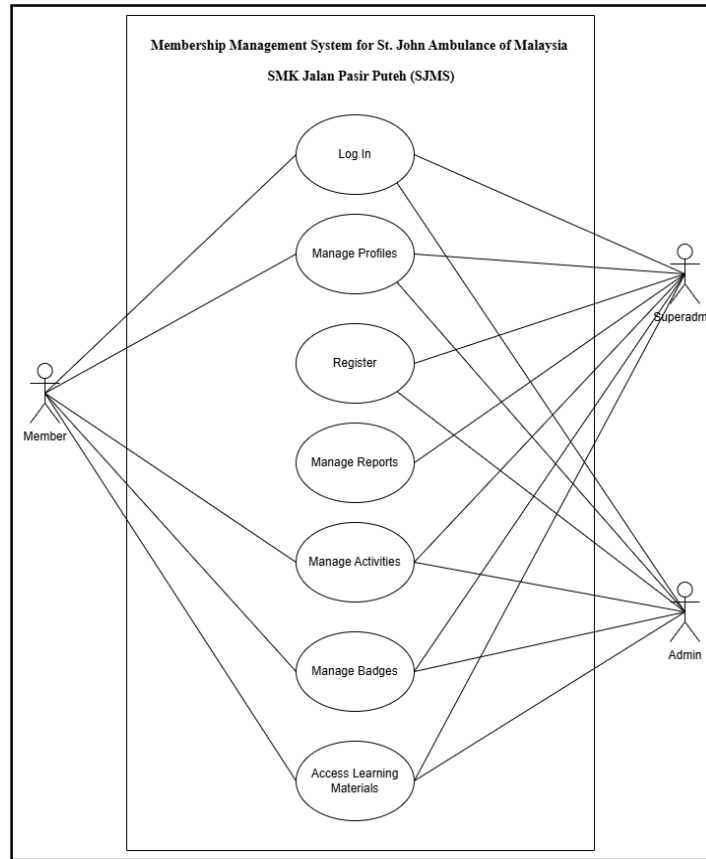 Membership Management System for St. John Ambulance of Malaysia
SMK Jalan Pasir Puteh (SJMS)
Log In
Manage Profiles
Superadm
Register
Member
Manage Reports
Manage Activities
Admin
Manage Badges
Access Learning
Materials